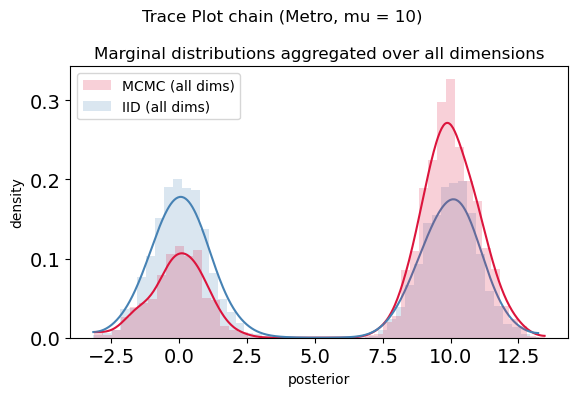 Trace Plot chain (Metro, mu = 10)
Marginal distributions aggregated over all dimensions
MCMC (all dims)
IID (all dims)
density
0.3
0.2
0.1
0.0
−2.5 0.0 2.5 5.0 7.5 10.0 12.5
posterior